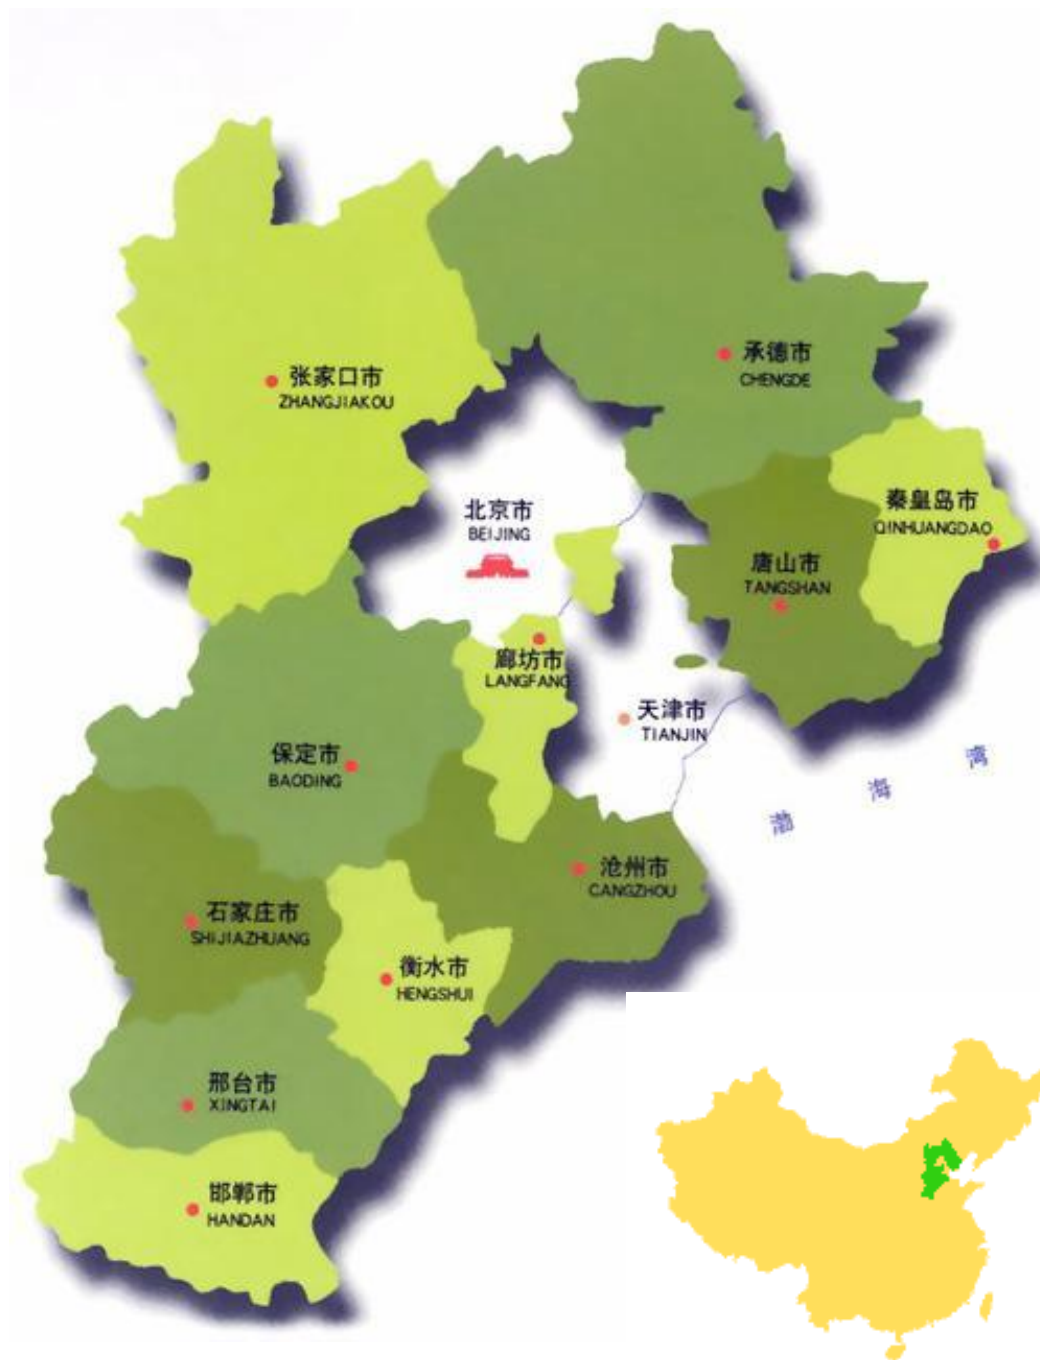 承德市
CHENGDE
张家口市
ZHANGJIAKOU
秦皇岛市
QINHUANGDAO
北京市
BEIJING
唐山市
TANGSHAN
廊坊市
LANGFANG
天津市
TIANJIN
保定市
BAODING
渤海湾
沧州市
CANGZHOU
石家庄市
SHIJIAZHUANG
衡水市
HENGSHUI
邢台市
XINGTAI
邯郸市
HANDAN